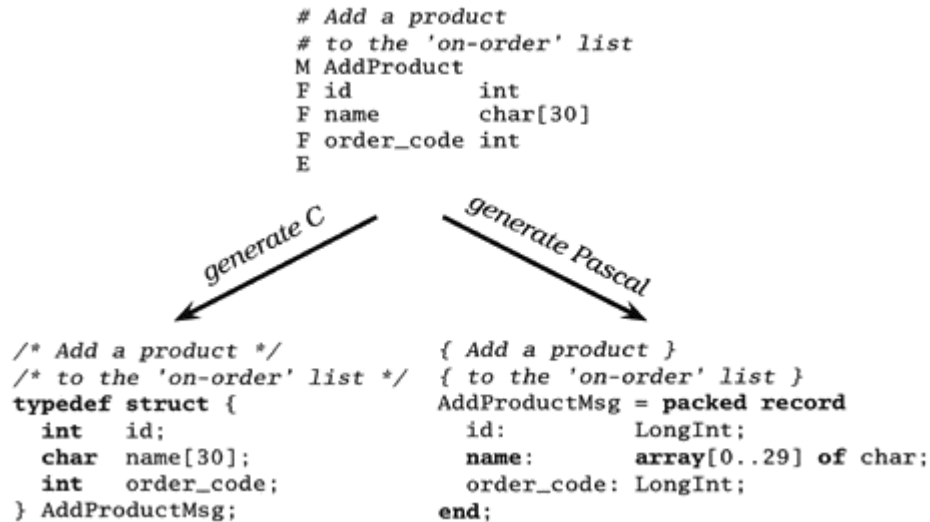 # Add a product
# to the 'on-order' list
M AddProduct
F id          int
F name        char[30]
F order_code int
E
generate C
generate Pascal
/* Add a product */
/* to the 'on-order' list */
typedef struct {
  int   id;
  char  name[30];
  int   order_code;
} AddProductMsg;
{ Add a product }
{ to the 'on-order' list }
AddProductMsg = packed record
  id:         LongInt;
  name:       array[0..29] of char;
  order_code: LongInt;
end;